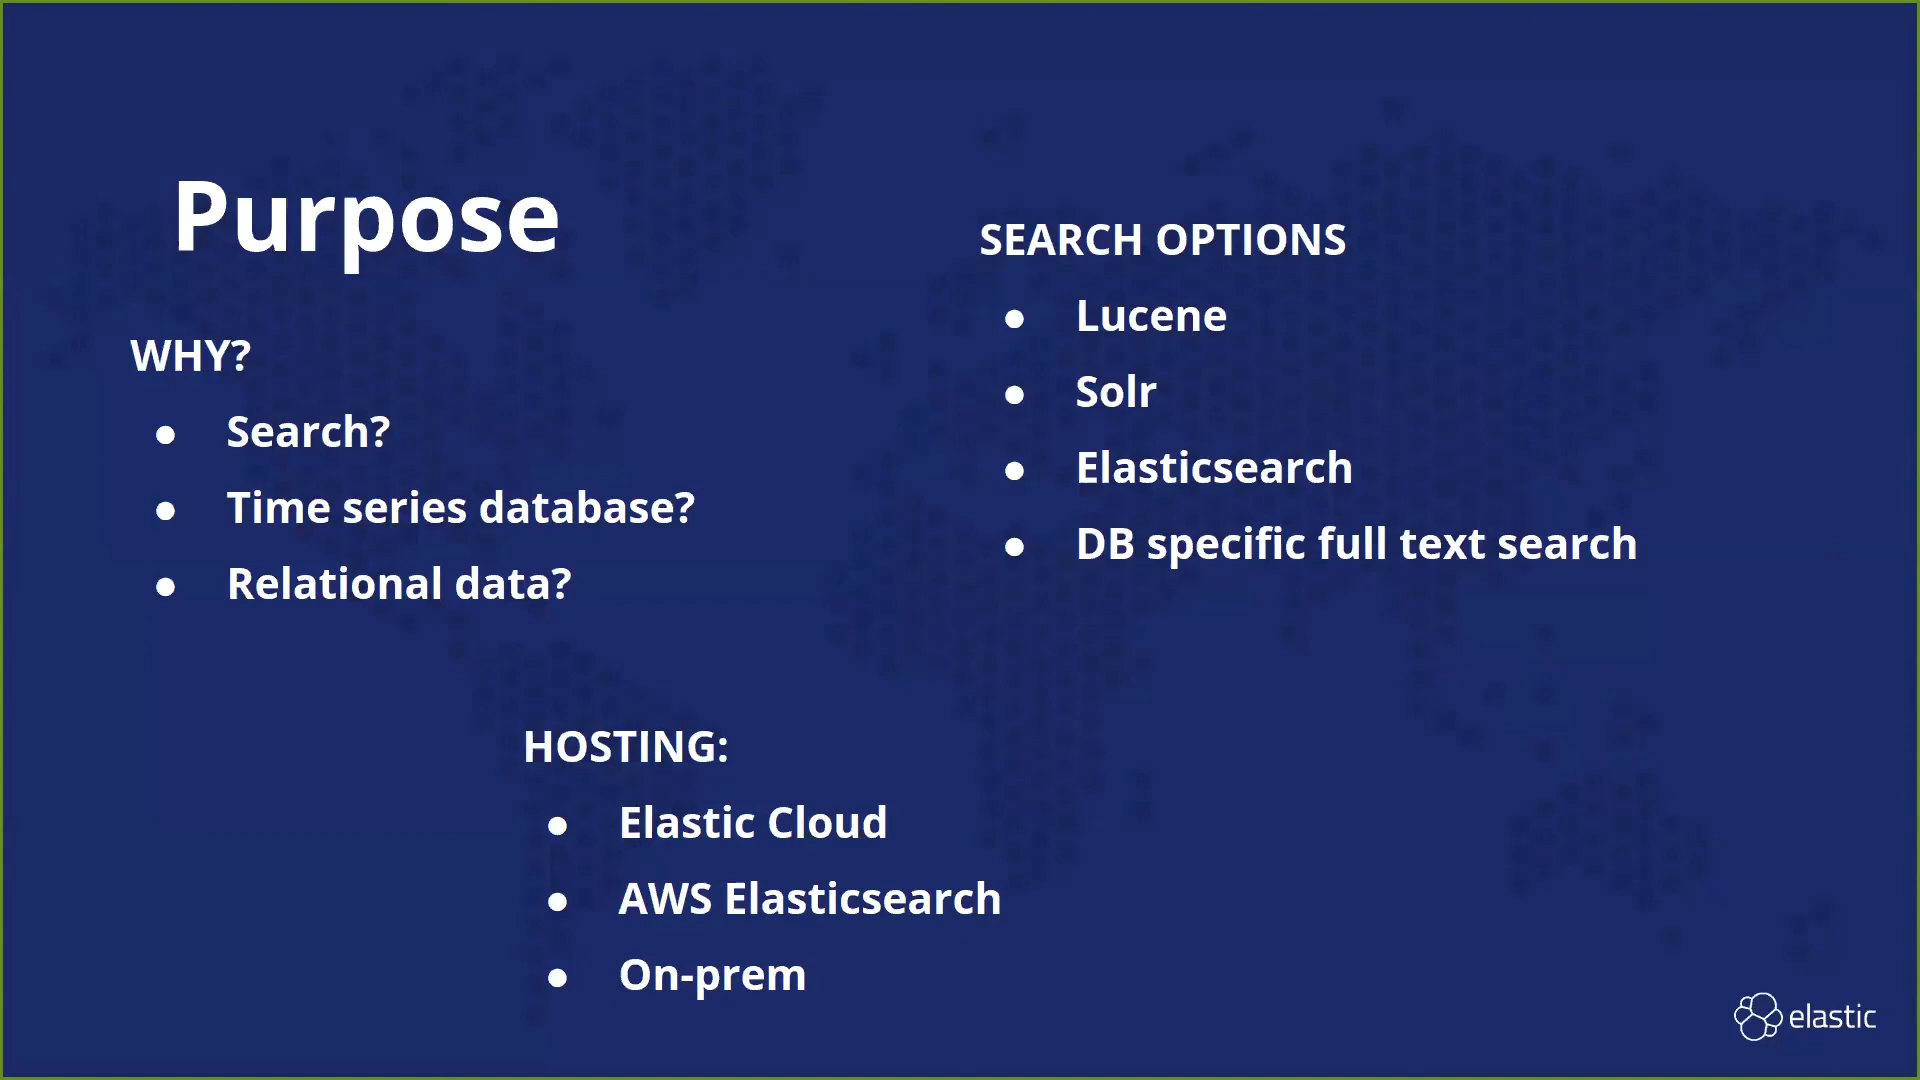 Purpose
WHY?
● Search?
● Time series database?
● Relational data?
SEARCH OPTIONS
● Lucene
● Solr
● Elasticsearch
● DB specific full text search
HOSTING:
● Elastic Cloud
● AWS Elasticsearch
● On-prem
elastic